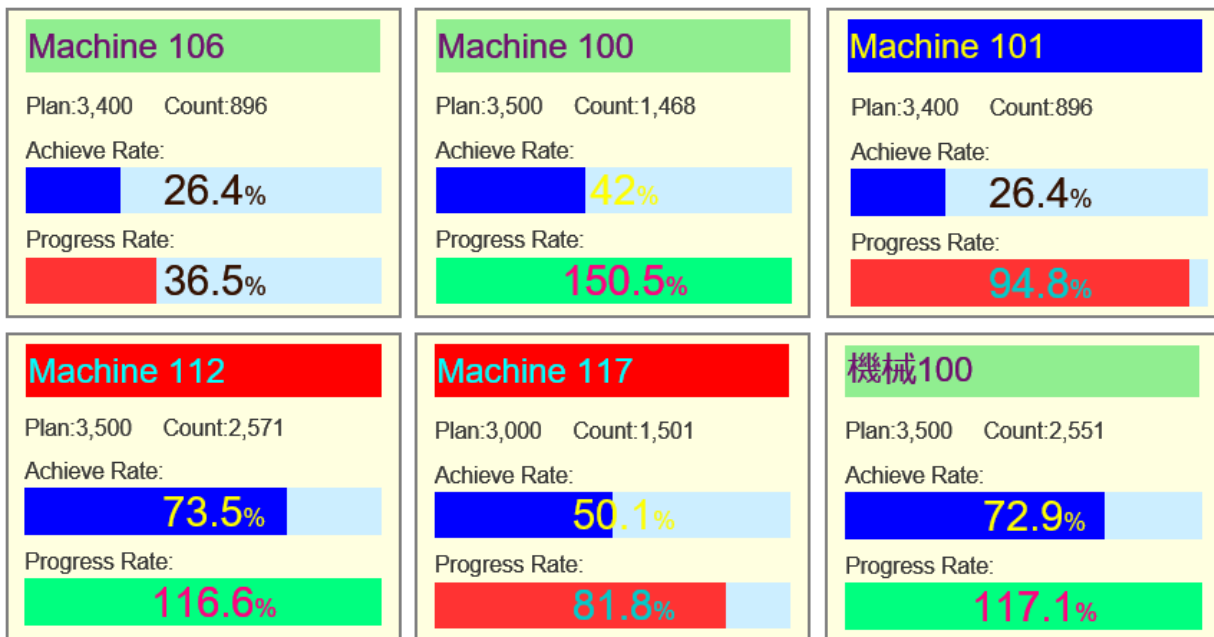 Machine 106
Plan:3,400 Count:896
Achieve Rate:
26.4%
Progress Rate:
36.5%
Machine 100
Plan:3,500 Count:1,468
Achieve Rate:
42%
Progress Rate:
150.5%
Machine 101
Plan:3,400 Count:896
Achieve Rate:
26.4%
Progress Rate:
94.8%
Machine 112
Plan:3,500 Count:2,571
Achieve Rate:
73.5%
Progress Rate:
116.6%
Machine 117
Plan:3,000 Count:1,501
Achieve Rate:
50.1%
Progress Rate:
81.8%
機械100
Plan:3,500 Count:2,551
Achieve Rate:
72.9%
Progress Rate:
117.1%